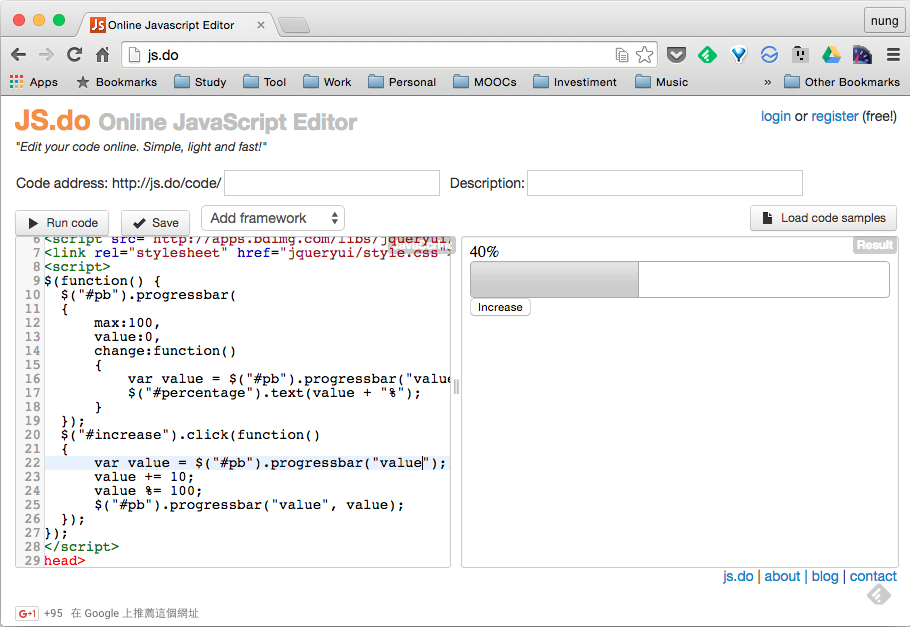 Online Javascript Editor
nung
js.do
Apps Bookmarks Study Tool Work Personal MOOCs Investiment Music » Other Bookmarks
JS.do Online JavaScript Editor
login or register (free!)
"Edit your code online. Simple, light and fast!"
Code address: http://js.do/code/ Description:
Run code Save Add framework Load code samples
6 <script src="http://apps.bdimg.com/libs/jqueryui/
7 <link rel="stylesheet" href="jqueryui/style.css">
8 <script>
9 $(function() {
10 $("#pb").progressbar(
11 {
12 max:100,
13 value:0,
14 change:function()
15 {
16 var value = $("#pb").progressbar("value
17 $("#percentage").text(value + "%");
18 }
19 });
20 $("#increase").click(function()
21 {
22 var value = $("#pb").progressbar("value");
23 value += 10;
24 value %= 100;
25 $("#pb").progressbar("value", value);
26 });
27 });
28 </script>
29 head>
Result
40%
Increase
js.do | about | blog | contact
G+1 +95 在 Google 上推薦這個網址